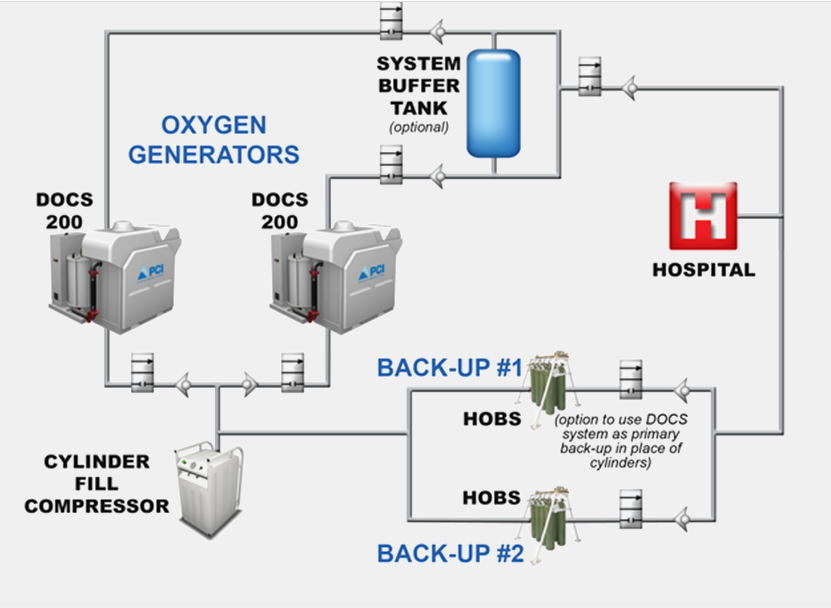 SYSTEM
BUFFER
TANK
(optional)
OXYGEN
GENERATORS
DOCS
200
DOCS
200
PCI
PCI
H
HOSPITAL
BACK-UP #1
HOBS
(option to use DOCS
system as primary
back-up in place of
cylinders)
CYLINDER
FILL
COMPRESSOR
HOBS
BACK-UP #2